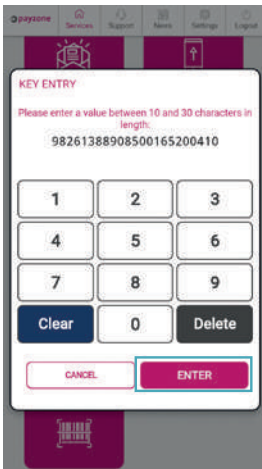 payzone Services Support News Settings Logout
KEY ENTRY
Please enter a value between 10 and 30 characters in
length:
98261388908500165200410
1 2 3
4 5 6
7 8 9
Clear 0 Delete
CANCEL ENTER